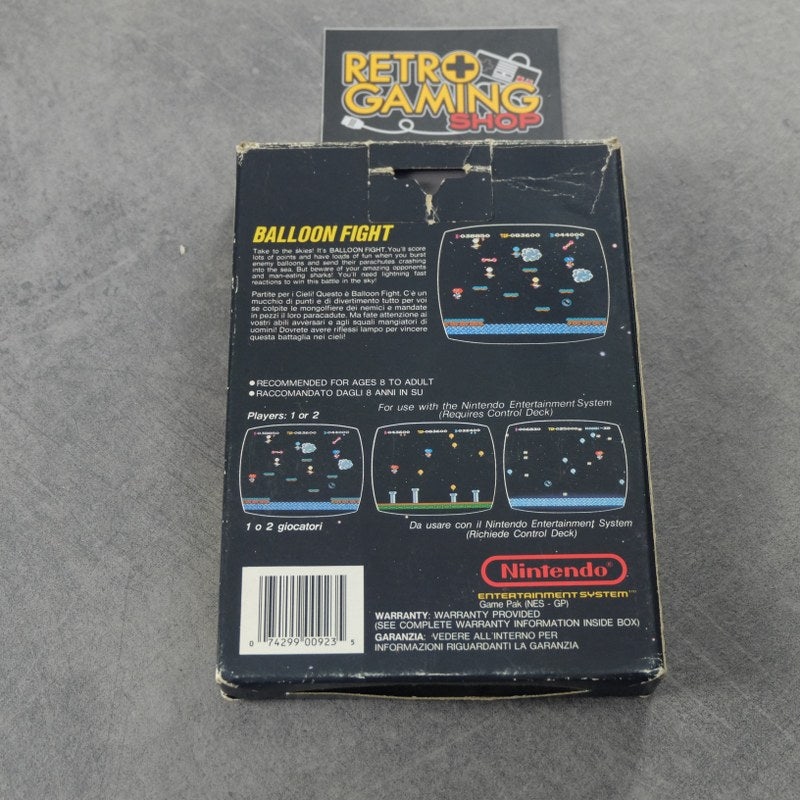 RETRO
GAMING
SHOP
BALLOON FIGHT
Take to the skies! It's BALLOON FIGHT. You'll score
lots of points and have loads of fun when you burst
enemy balloons and send their parachutes crashing
into the sea. But beware of your amazing opponents
and man-eating sharks! You'll need lightning fast
reactions to win this battle in the sky!
Partite per i Cieli! Questo è Balloon Fight. C'è un
mucchio di punti e di divertimento tutto per voi
se colpite le mongolfiere dei nemici e mandate
in pezzi il loro paracadute. Ma fate attenzione ai
vostri abili avversari e agli squali mangiatori di
uomini! Dovrete avere riflessi lampo per vincere
questa battaglia nei cieli!
● RECOMMENDED FOR AGES 8 TO ADULT
● RACCOMANDATO DAGLI 8 ANNI IN SU
Players: 1 or 2
For use with the Nintendo Entertainment System
(Requires Control Deck)
1 o 2 giocatori
Da usare con il Nintendo Entertainment System
(Richiede Control Deck)
Nintendo®
ENTERTAINMENT SYSTEM™
Game Pak (NES - GP)
WARRANTY: WARRANTY PROVIDED
(SEE COMPLETE WARRANTY INFORMATION INSIDE BOX)
GARANZIA: VEDERE ALL'INTERNO PER
INFORMAZIONI RIGUARDANTI LA GARANZIA
0 74299 00923 5